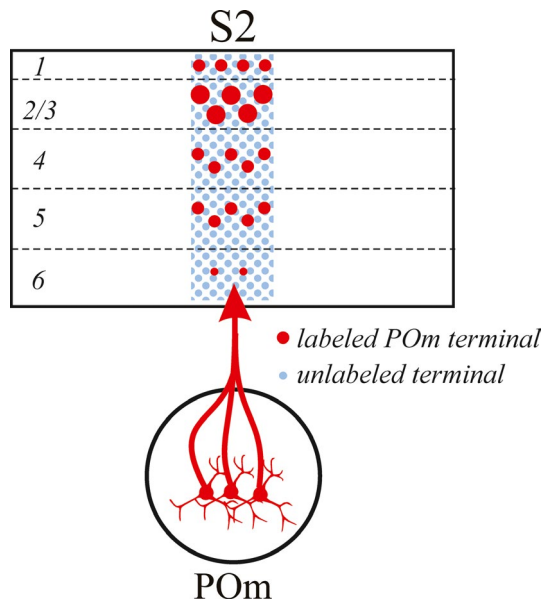 S2
1
2/3
4
5
6
labeled POm terminal
unlabeled terminal
POm